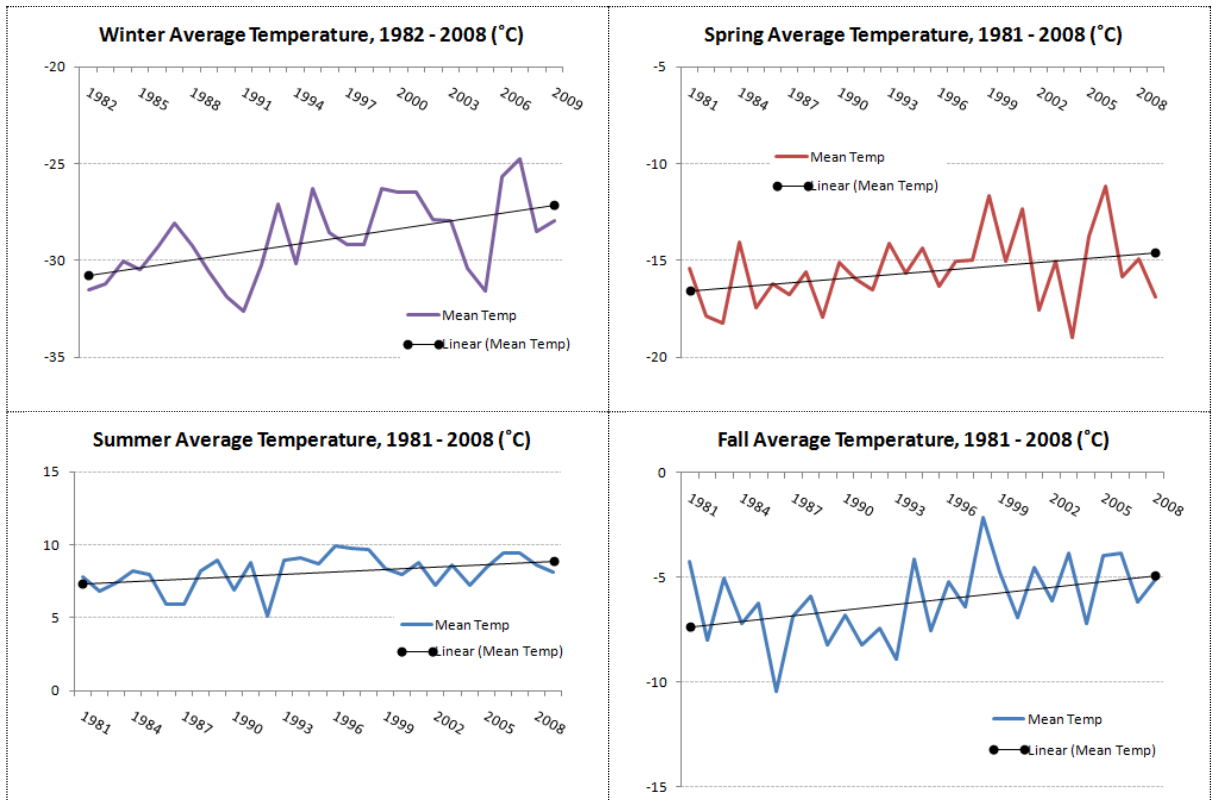 Winter Average Temperature, 1982 - 2008 (˚C)
-20
1982 1985 1988 1991 1994 1997 2000 2003 2006 2009
-25
-30
Mean Temp
Linear (Mean Temp)
-35
Spring Average Temperature, 1981 - 2008 (˚C)
-5
1981 1984 1987 1990 1993 1996 1999 2002 2005 2008
-10
Mean Temp
Linear (Mean Temp)
-15
-20
Summer Average Temperature, 1981 - 2008 (˚C)
15
10
5
Mean Temp
Linear (Mean Temp)
0
1981 1984 1987 1990 1993 1996 1999 2002 2005 2008
Fall Average Temperature, 1981 - 2008 (˚C)
0
1981 1984 1987 1990 1993 1996 1999 2002 2005 2008
-5
-10
Mean Temp
Linear (Mean Temp)
-15